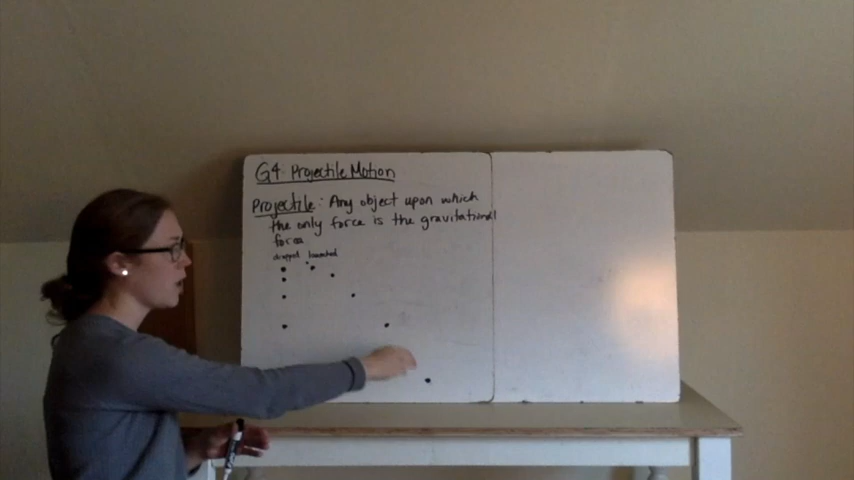 G4: Projectile Motion
Projectile: Any object upon which
the only force is the gravitational
force
dropped launched